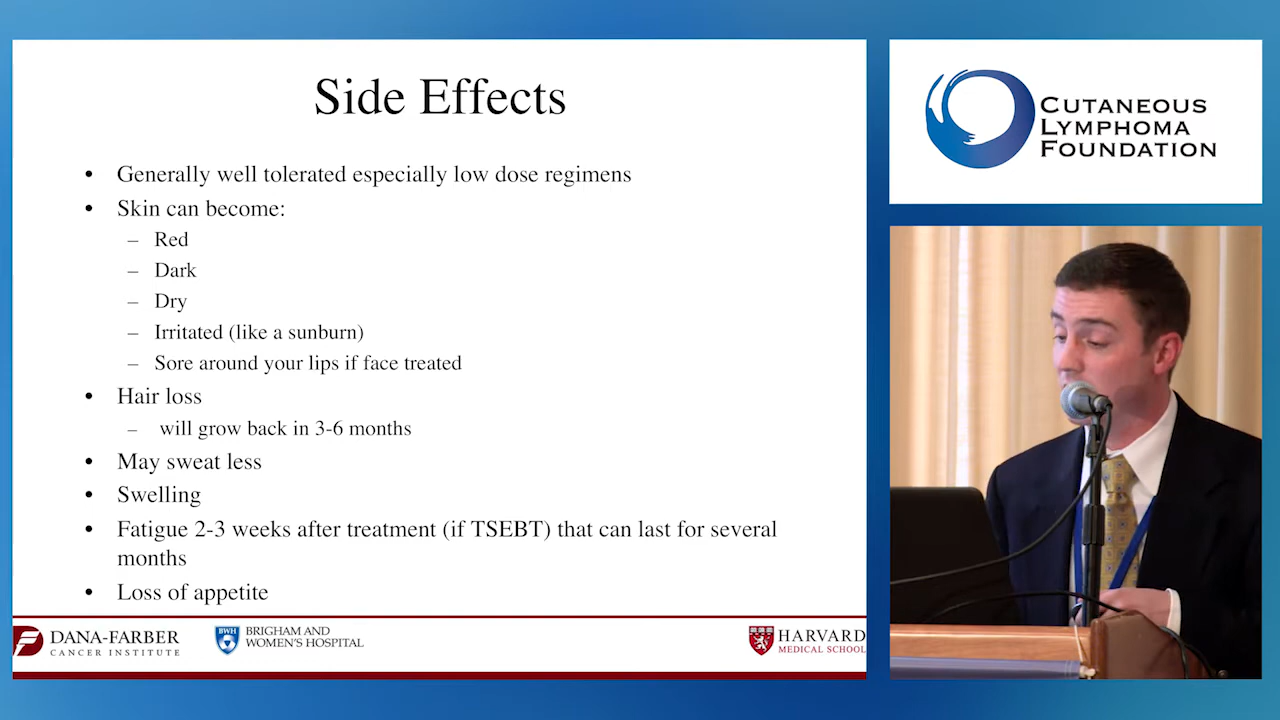 Side Effects
• Generally well tolerated especially low dose regimens
• Skin can become:
– Red
– Dark
– Dry
– Irritated (like a sunburn)
– Sore around your lips if face treated
• Hair loss
– will grow back in 3-6 months
• May sweat less
• Swelling
• Fatigue 2-3 weeks after treatment (if TSEBT) that can last for several
months
• Loss of appetite
DANA-FARBER
CANCER INSTITUTE
BWH
BRIGHAM AND
WOMEN'S HOSPITAL
HARVARD
MEDICAL SCHOOL
CUTANEOUS
LYMPHOMA
FOUNDATION